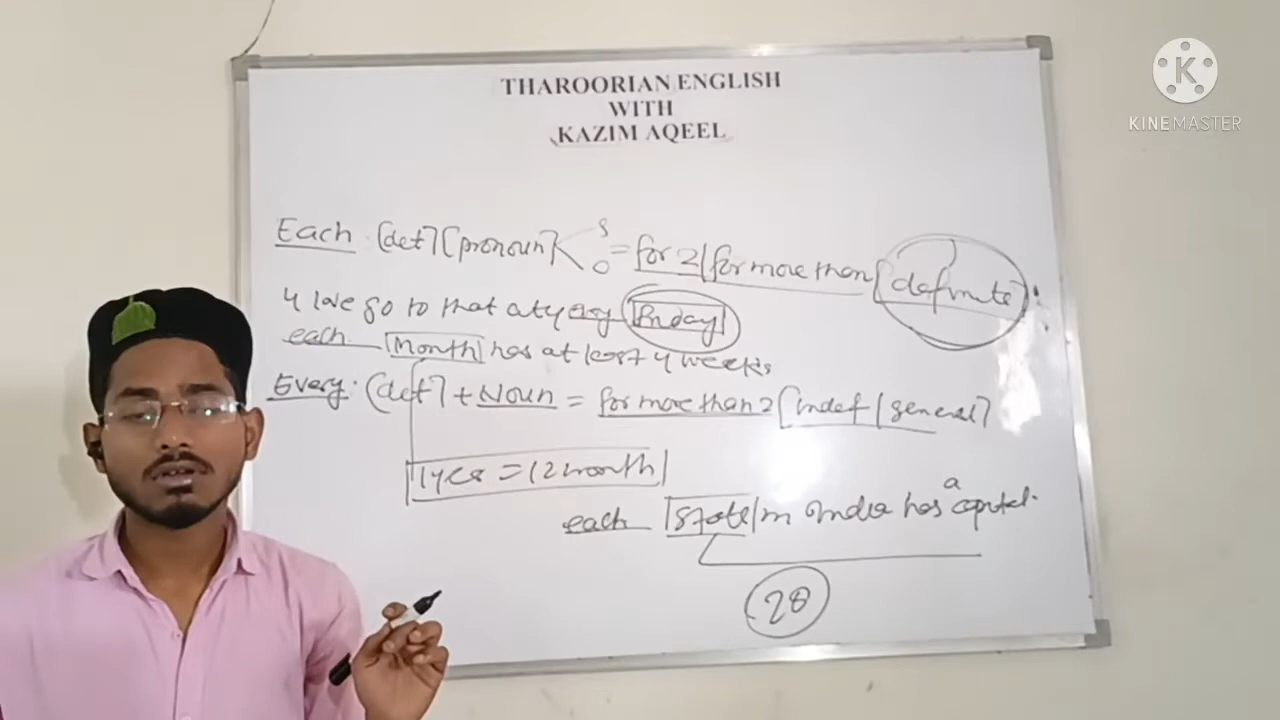 THAROORIAN ENGLISH
WITH
KAZIM AQEEL
KINEMASTER
Each (det) (pronoun) < S O = for 2 / for more than (definite)
love go to that city every Friday
each month has at least 4 weeks
Every: (det) + Noun = for more than 2 (indef / general)
1 year = 12 month
each state in India has a capital.
28